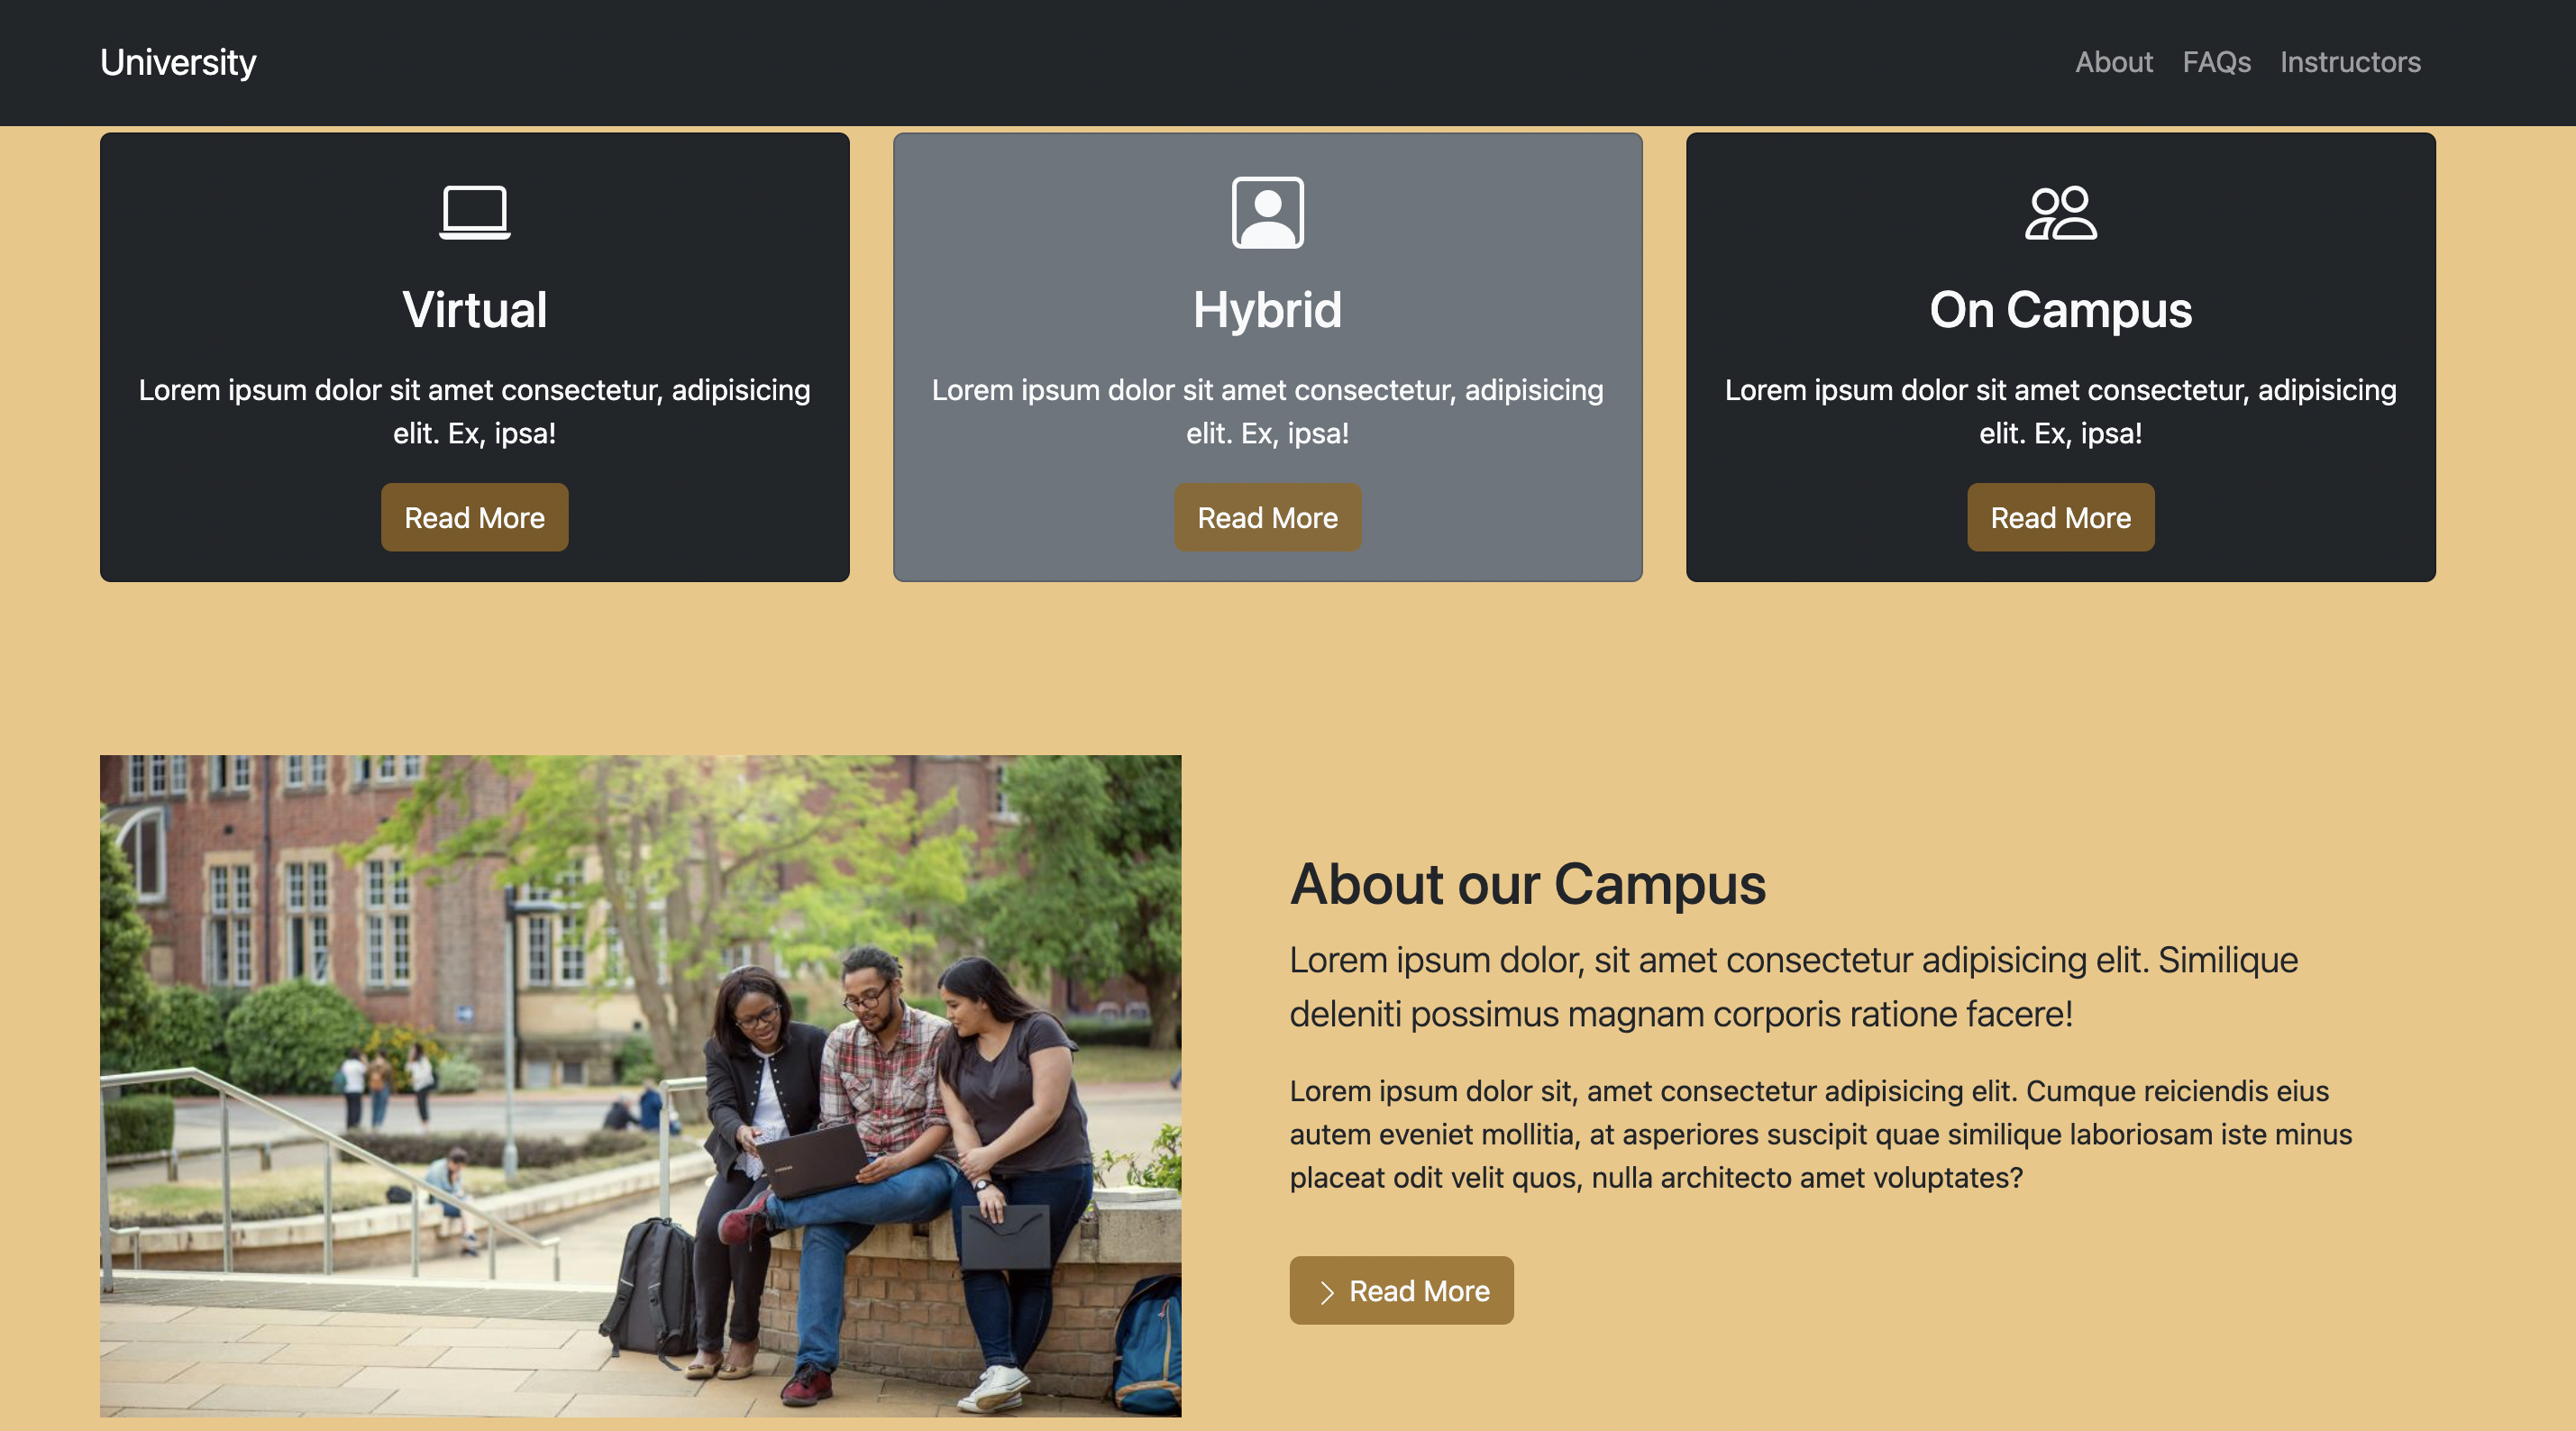 University
About FAQs Instructors
Virtual
Lorem ipsum dolor sit amet consectetur, adipisicing
elit. Ex, ipsa!
Read More
Hybrid
Lorem ipsum dolor sit amet consectetur, adipisicing
elit. Ex, ipsa!
Read More
On Campus
Lorem ipsum dolor sit amet consectetur, adipisicing
elit. Ex, ipsa!
Read More
About our Campus
Lorem ipsum dolor, sit amet consectetur adipisicing elit. Similique
deleniti possimus magnam corporis ratione facere!
Lorem ipsum dolor sit, amet consectetur adipisicing elit. Cumque reiciendis eius
autem eveniet mollitia, at asperiores suscipit quae similique laboriosam iste minus
placeat odit velit quos, nulla architecto amet voluptates?
Read More